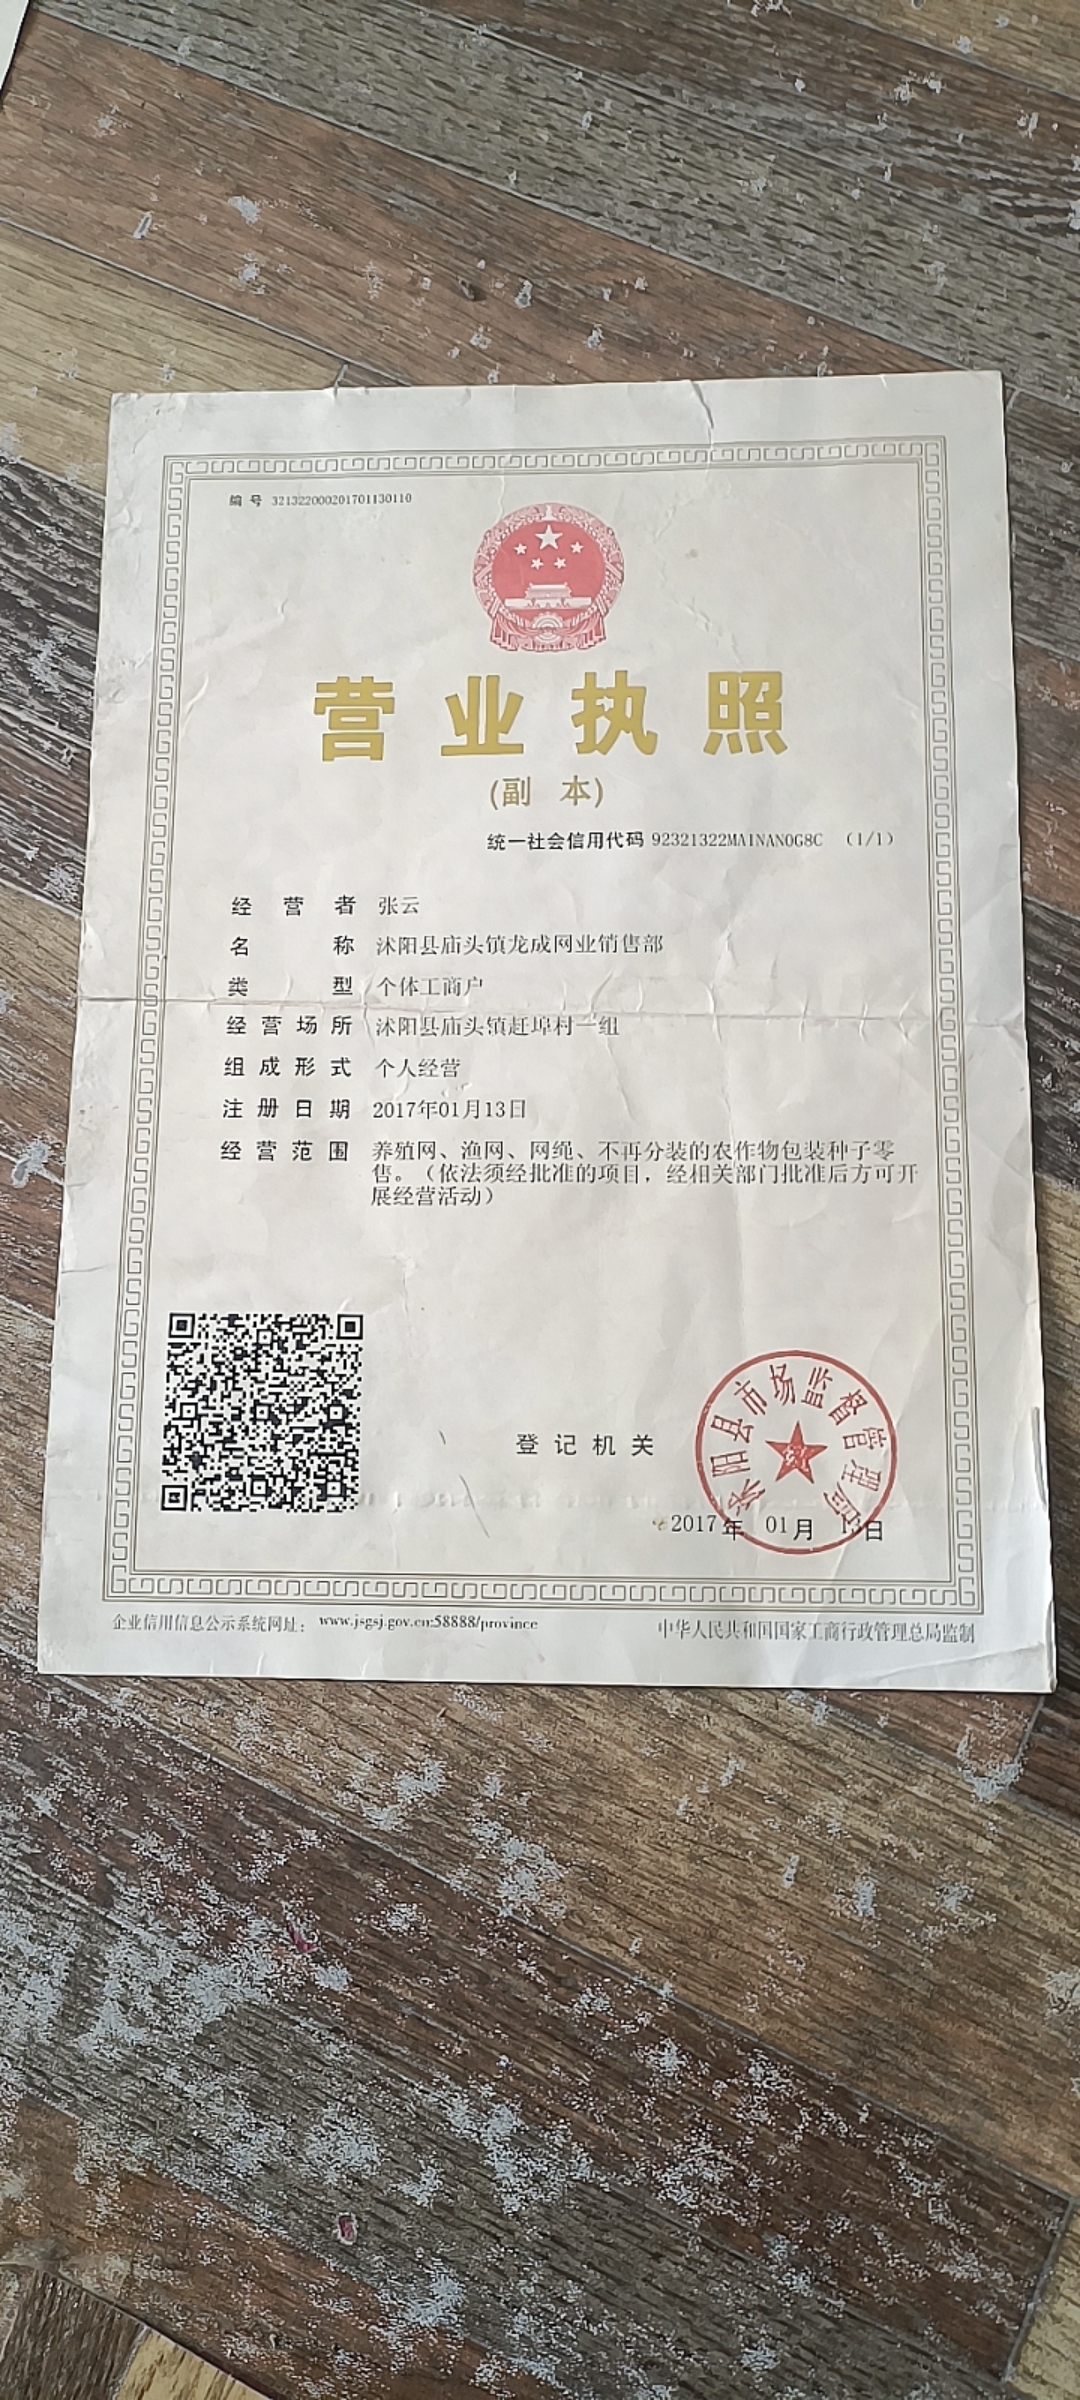 编 号 321322000201701130110
营业执照
(副 本)
统一社会信用代码 92321322MA1NAN0G8C (1/1)
经 营 者 张云
名 称 沭阳县庙头镇龙成网业销售部
类 型 个体工商户
经 营 场 所 沭阳县庙头镇赶埠村一组
组 成 形 式 个人经营
注 册 日 期 2017年01月13日
经 营 范 围 养殖网、渔网、网绳、不再分装的农作物包装种子零
售。（依法须经批准的项目，经相关部门批准后方可开
展经营活动）
沭阳县市场监督管理局
登 记 机 关
2017年 01月 13日
企业信用信息公示系统网址： www.jsgsj.gov.cn:58888/province
中华人民共和国国家工商行政管理总局监制